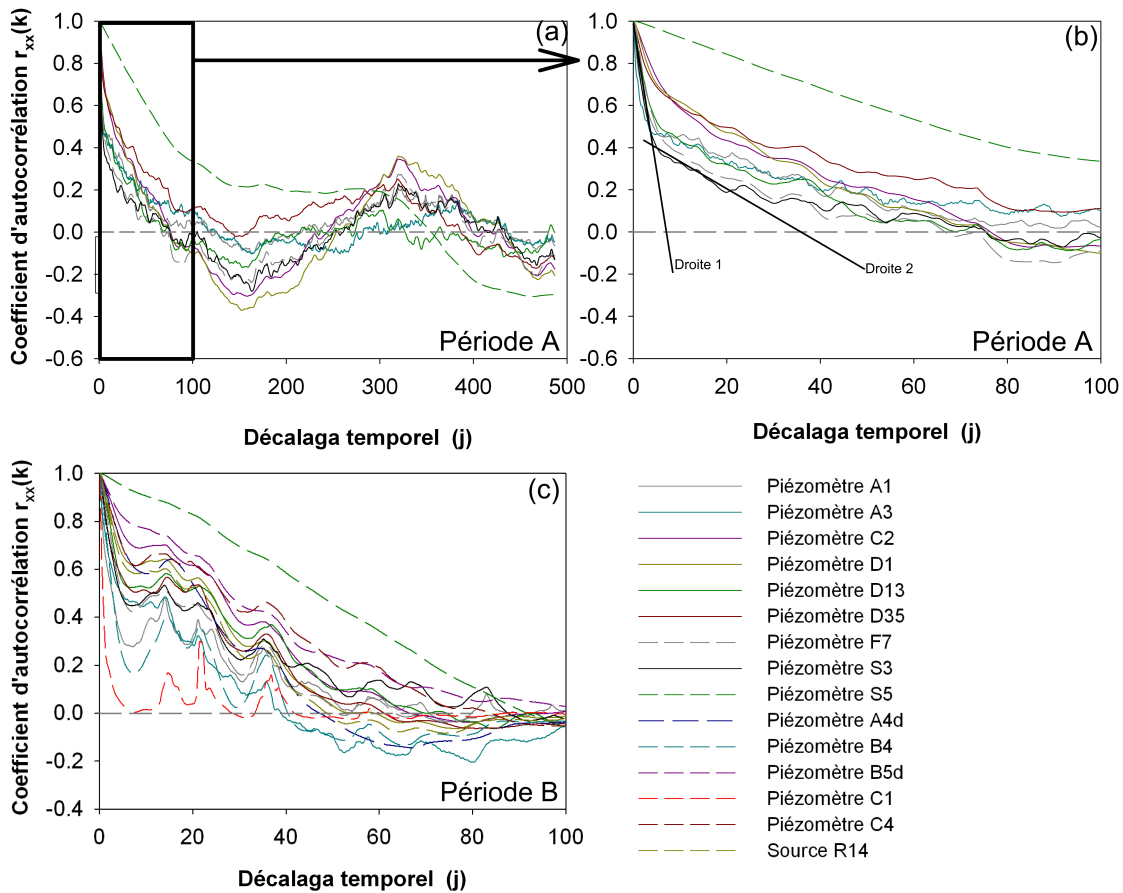 Coefficient d'autocorrélation rxx(k)
1.0
0.8
0.6
0.4
0.2
0.0
-0.2
-0.4
-0.6
0
100
200
300
400
500
(a)
Période A
Décalaga temporel (j)
1.0
0.8
0.6
0.4
0.2
0.0
-0.2
-0.4
-0.6
0
20
40
60
80
100
(b)
Droite 1
Droite 2
Période A
Décalaga temporel (j)
Coefficient d'autocorrélation rxx(k)
1.0
0.8
0.6
0.4
0.2
0.0
-0.2
-0.4
0
20
40
60
80
100
(c)
Période B
Décalaga temporel (j)
Piézomètre A1
Piézomètre A3
Piézomètre C2
Piézomètre D1
Piézomètre D13
Piézomètre D35
Piézomètre F7
Piézomètre S3
Piézomètre S5
Piézomètre A4d
Piézomètre B4
Piézomètre B5d
Piézomètre C1
Piézomètre C4
Source R14